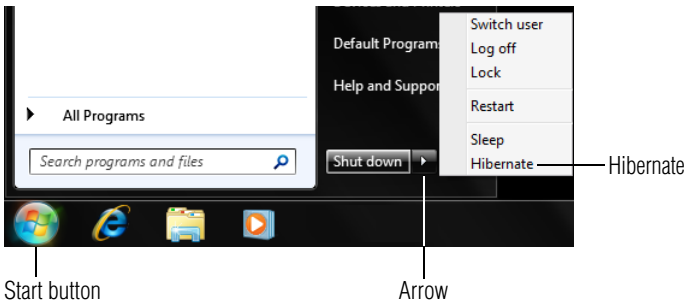 Switch user
Default Program
Log off
Lock
Help and Suppor
Restart
All Programs
Sleep
Search programs and files
Shut down
Hibernate
Hibernate
Start button
Arrow